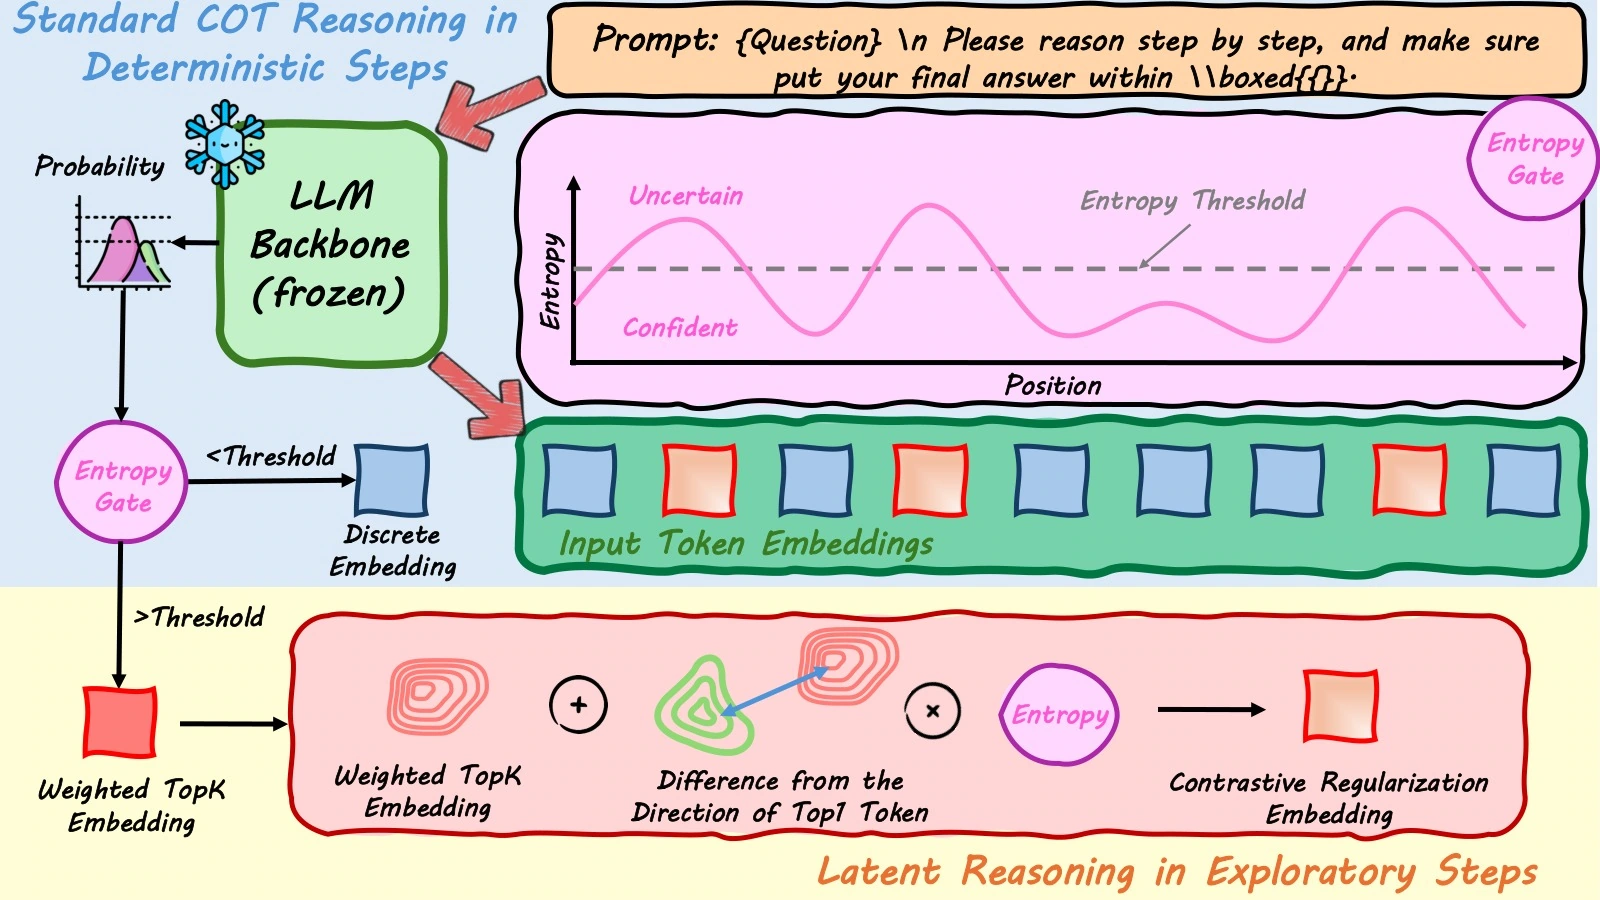 Standard COT Reasoning in
Deterministic Steps
Prompt: {Question} \n Please reason step by step, and make sure
put your final answer within \\boxed{{}}.
Probability
LLM
Backbone
(frozen)
Entropy
Gate
Uncertain
Entropy Threshold
Entropy
Confident
Position
Entropy
Gate
<Threshold
Discrete
Embedding
Input Token Embeddings
>Threshold
Weighted TopK
Embedding
Weighted TopK
Embedding
+
Difference from the
Direction of Top1 Token
×
Entropy
Contrastive Regularization
Embedding
Latent Reasoning in Exploratory Steps